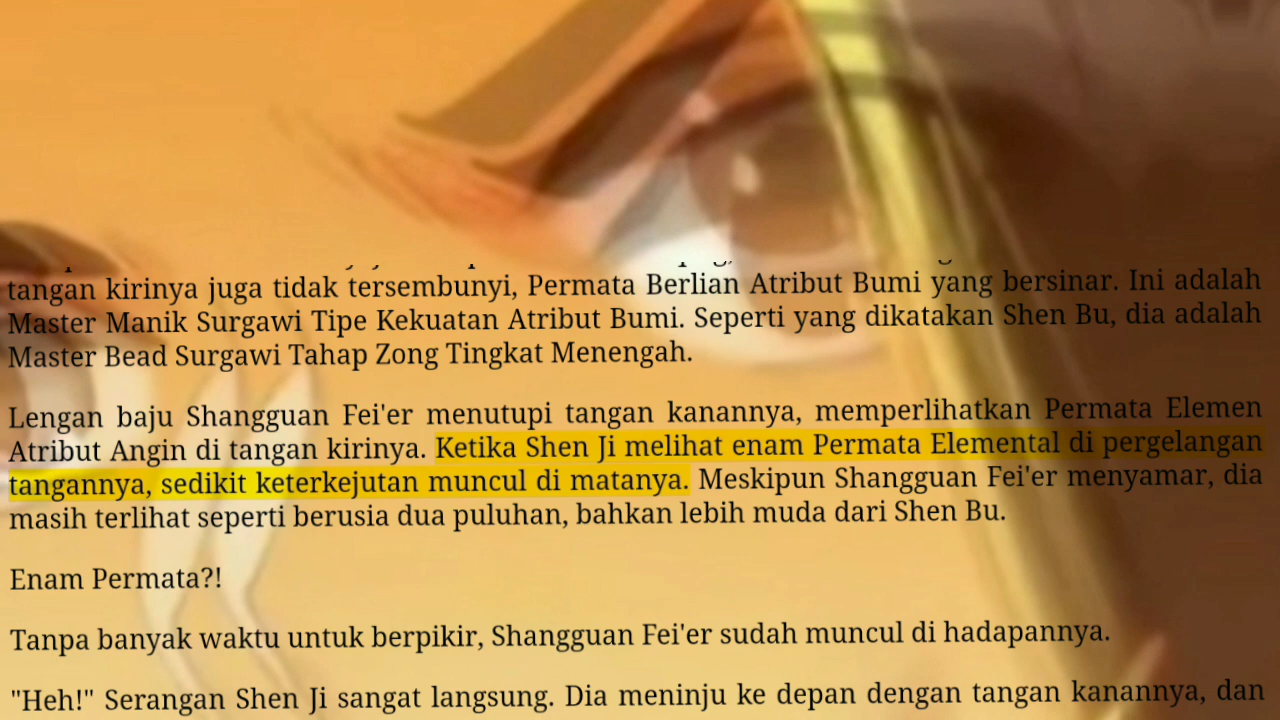 tangan kirinya juga tidak tersembunyi, Permata Berlian Atribut Bumi yang bersinar. Ini adalah
Master Manik Surgawi Tipe Kekuatan Atribut Bumi. Seperti yang dikatakan Shen Bu, dia adalah
Master Bead Surgawi Tahap Zong Tingkat Menengah.
Lengan baju Shangguan Fei'er menutupi tangan kanannya, memperlihatkan Permata Elemen
Atribut Angin di tangan kirinya. Ketika Shen Ji melihat enam Permata Elemental di pergelangan
tangannya, sedikit keterkejutan muncul di matanya. Meskipun Shangguan Fei'er menyamar, dia
masih terlihat seperti berusia dua puluhan, bahkan lebih muda dari Shen Bu.
Enam Permata?!
Tanpa banyak waktu untuk berpikir, Shangguan Fei'er sudah muncul di hadapannya.
"Heh!" Serangan Shen Ji sangat langsung. Dia meninju ke depan dengan tangan kanannya, dan